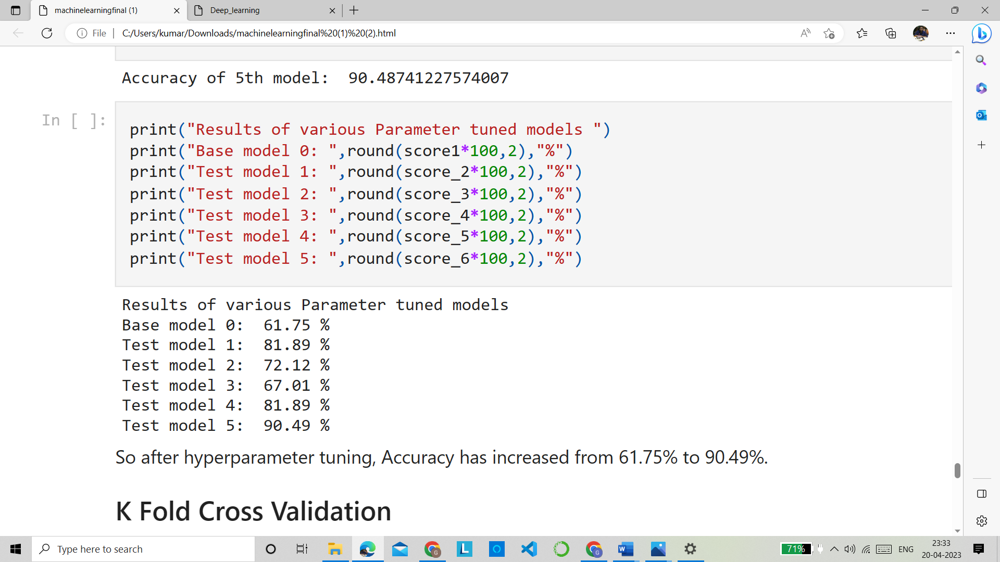 machinelearningfinal (1)
Deep_learning
File
C:/Users/kumar/Downloads/machinelearningfinal%20(1)%20(2).html
Accuracy of 5th model:  90.48741227574007
In [ ]:
print("Results of various Parameter tuned models ")
print("Base model 0: ",round(score1*100,2),"%")
print("Test model 1: ",round(score_2*100,2),"%")
print("Test model 2: ",round(score_3*100,2),"%")
print("Test model 3: ",round(score_4*100,2),"%")
print("Test model 4: ",round(score_5*100,2),"%")
print("Test model 5: ",round(score_6*100,2),"%")
Results of various Parameter tuned models
Base model 0:  61.75 %
Test model 1:  81.89 %
Test model 2:  72.12 %
Test model 3:  67.01 %
Test model 4:  81.89 %
Test model 5:  90.49 %
So after hyperparameter tuning, Accuracy has increased from 61.75% to 90.49%.
K Fold Cross Validation
Type here to search
71%
ENG
23:33
20-04-2023